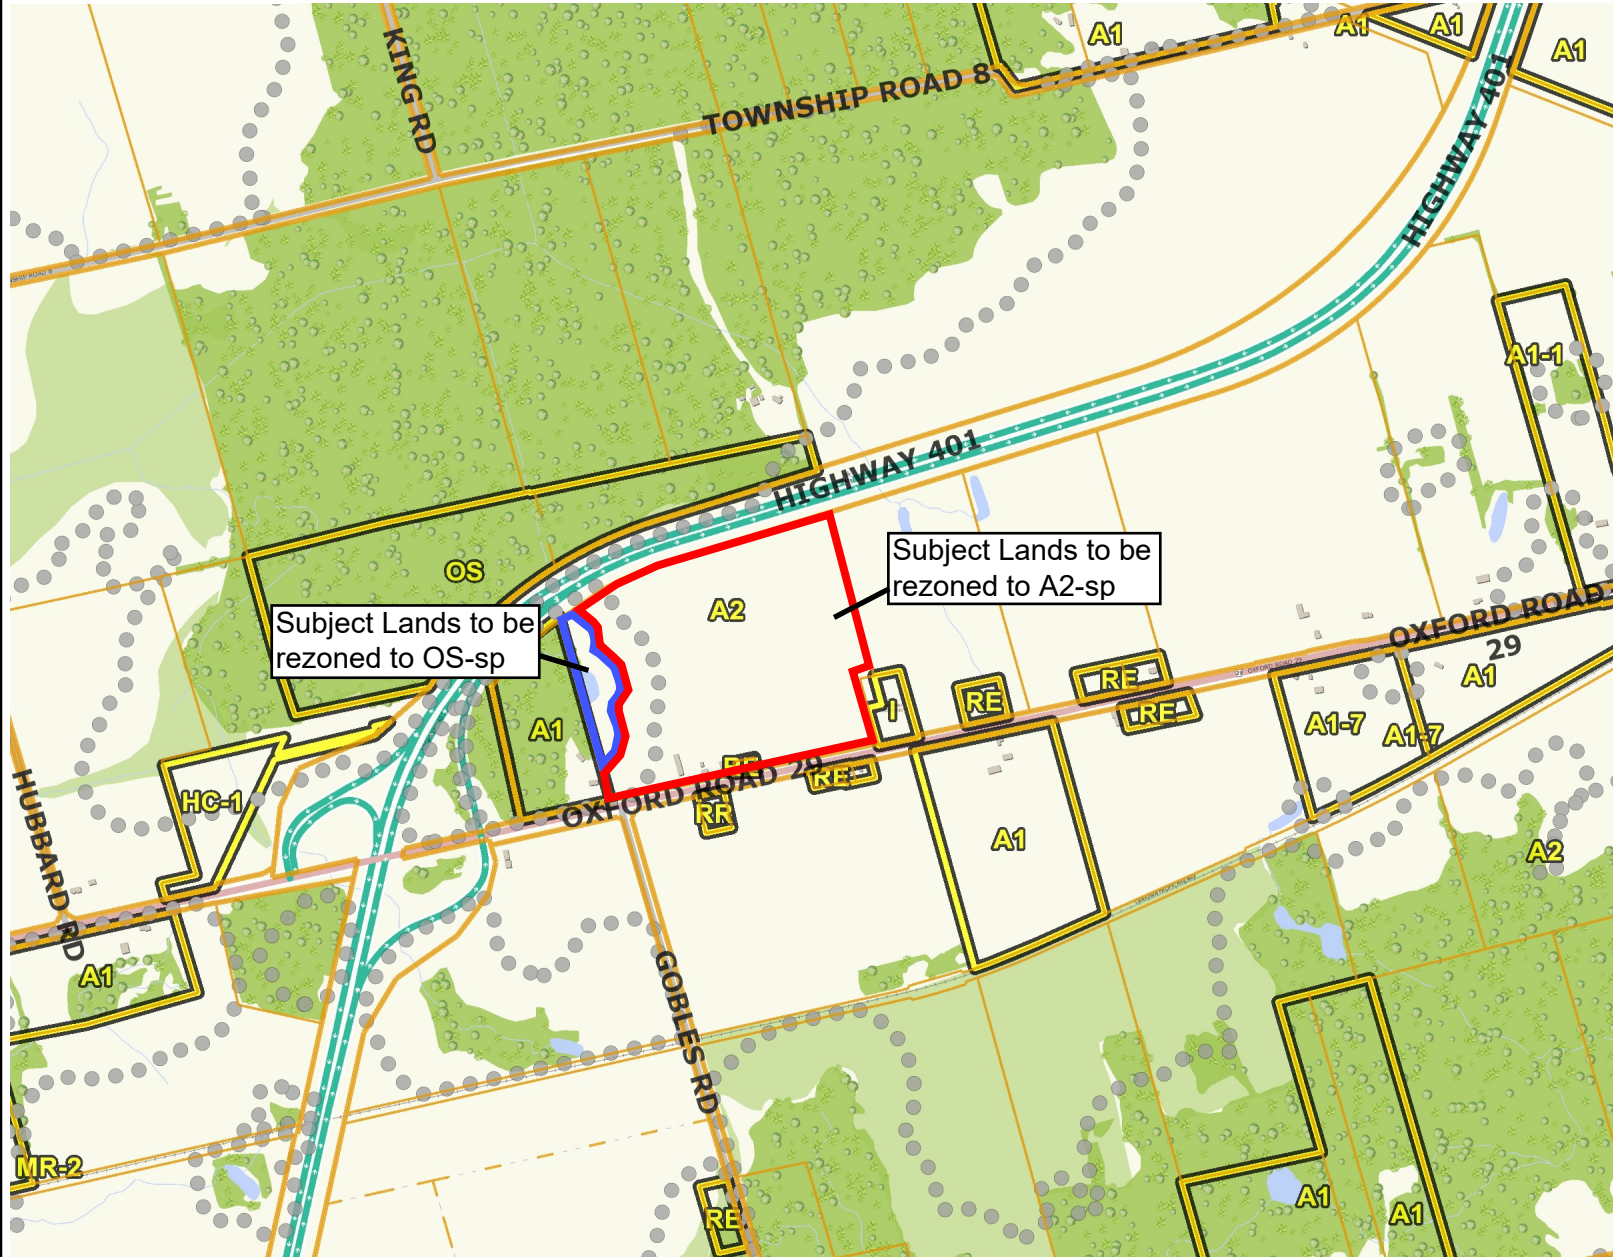 A1
A1
A1
A1
KING RD
TOWNSHIP ROAD 8
HIGHWAY 401
A1-1
HIGHWAY 401
OS
Subject Lands to be
rezoned to OS-sp
A2
Subject Lands to be
rezoned to A2-sp
OXFORD ROAD
29
A1
RE
RE
RE
I
A1-7
A1-7
A1
RE
RE
OXFORD ROAD 29
RR
HC-1
HUBBARD RD
A1
A2
A1
GOBLES RD
MR-2
RE
A1
A1